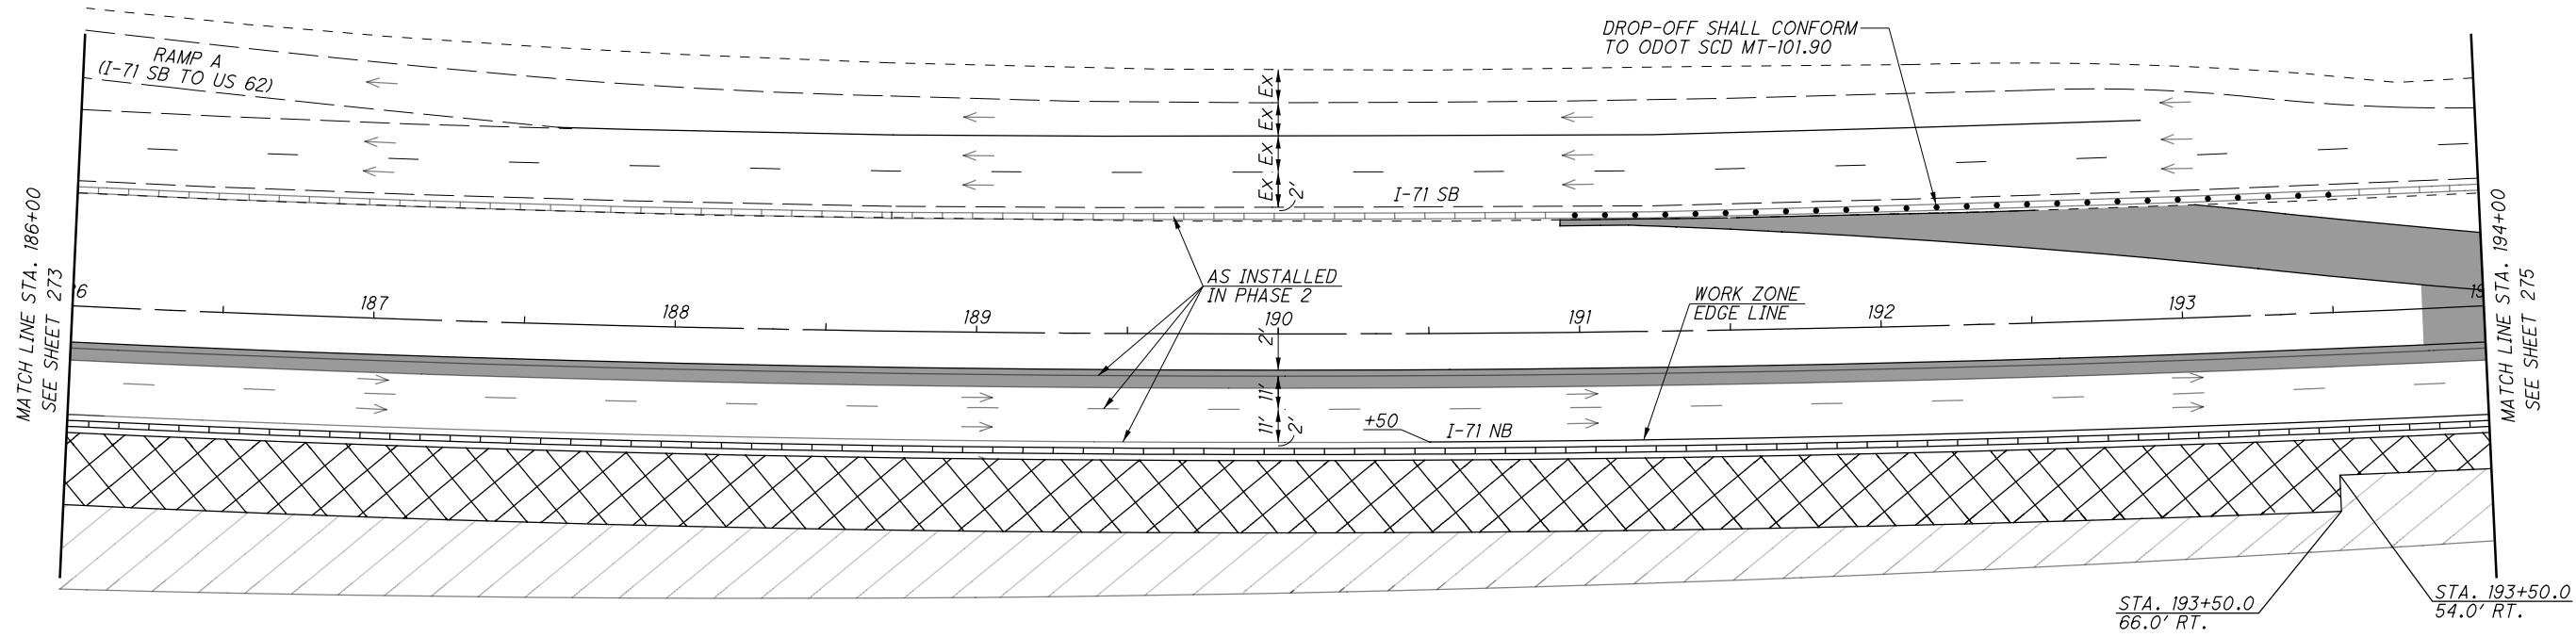 DROP-OFF SHALL CONFORM
TO ODOT SCD MT-101.90
RAMP A
(I-71 SB TO US 62)
EX
EX
EX
EX
2'
I-71 SB
MATCH LINE STA. 186+00
SEE SHEET 273
MATCH LINE STA. 194+00
SEE SHEET 275
AS INSTALLED
IN PHASE 2
WORK ZONE
EDGE LINE
6
187
188
189
190
191
192
193
19
2'
11'
11'
2'
+50
I-71 NB
STA. 193+50.0
66.0' RT.
STA. 193+50.0
54.0' RT.